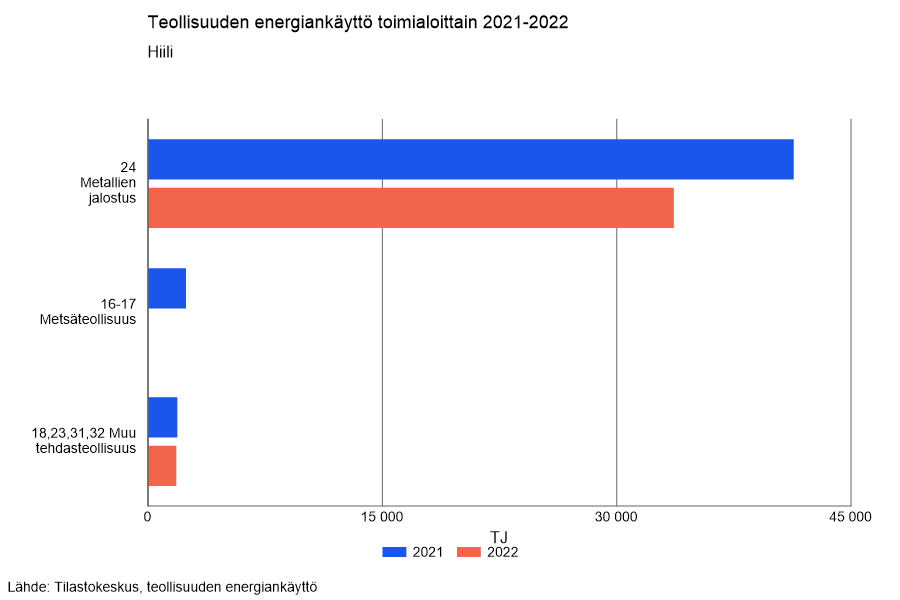 Teollisuuden energiankäyttö toimialoittain 2021-2022
Hiili
24
Metallien
jalostus
16-17
Metsäteollisuus
18,23,31,32 Muu
tehdasteollisuus
0
15 000
30 000
45 000
TJ
2021
2022
Lähde: Tilastokeskus, teollisuuden energiankäyttö